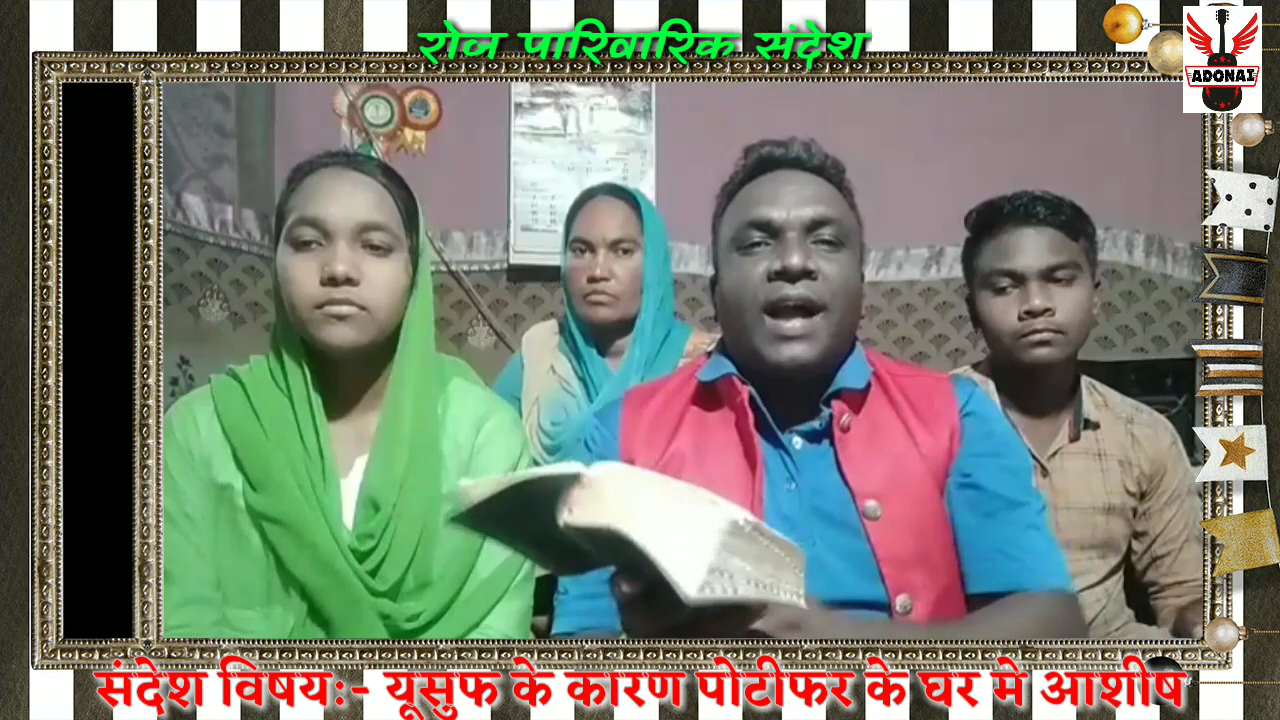 रोज पारिवारिक संदेश
ADONAI
संदेश विषयः- यूसुफ के कारण पोटीफर के घर मे आशीष